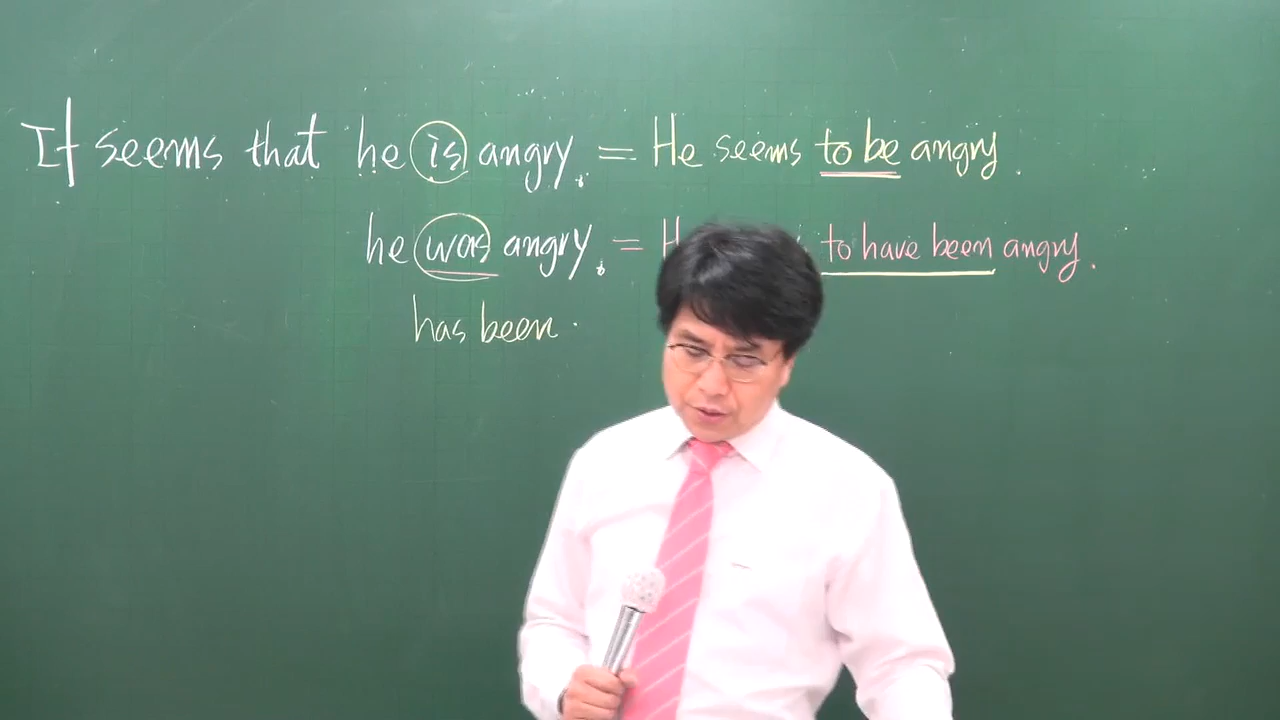 It seems that he is angry. = He seems to be angry.
he was angry. = to have been angry.
has been.